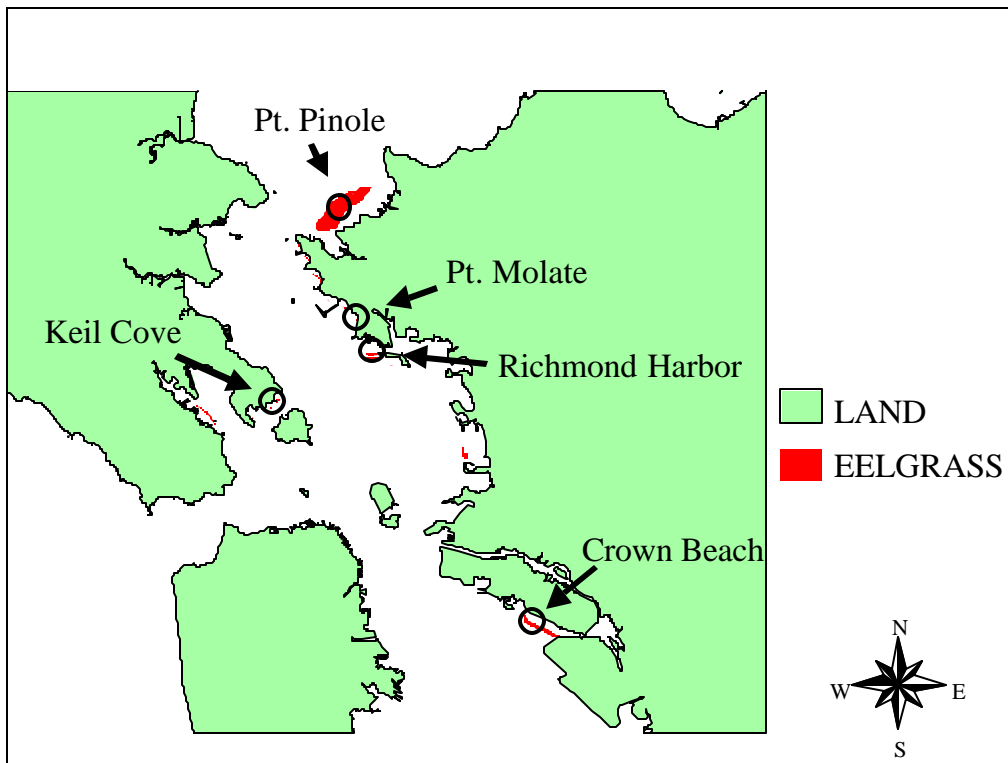 Pt. Pinole
Pt. Molate
Keil Cove
Richmond Harbor
LAND
EELGRASS
Crown Beach
N
W
E
S